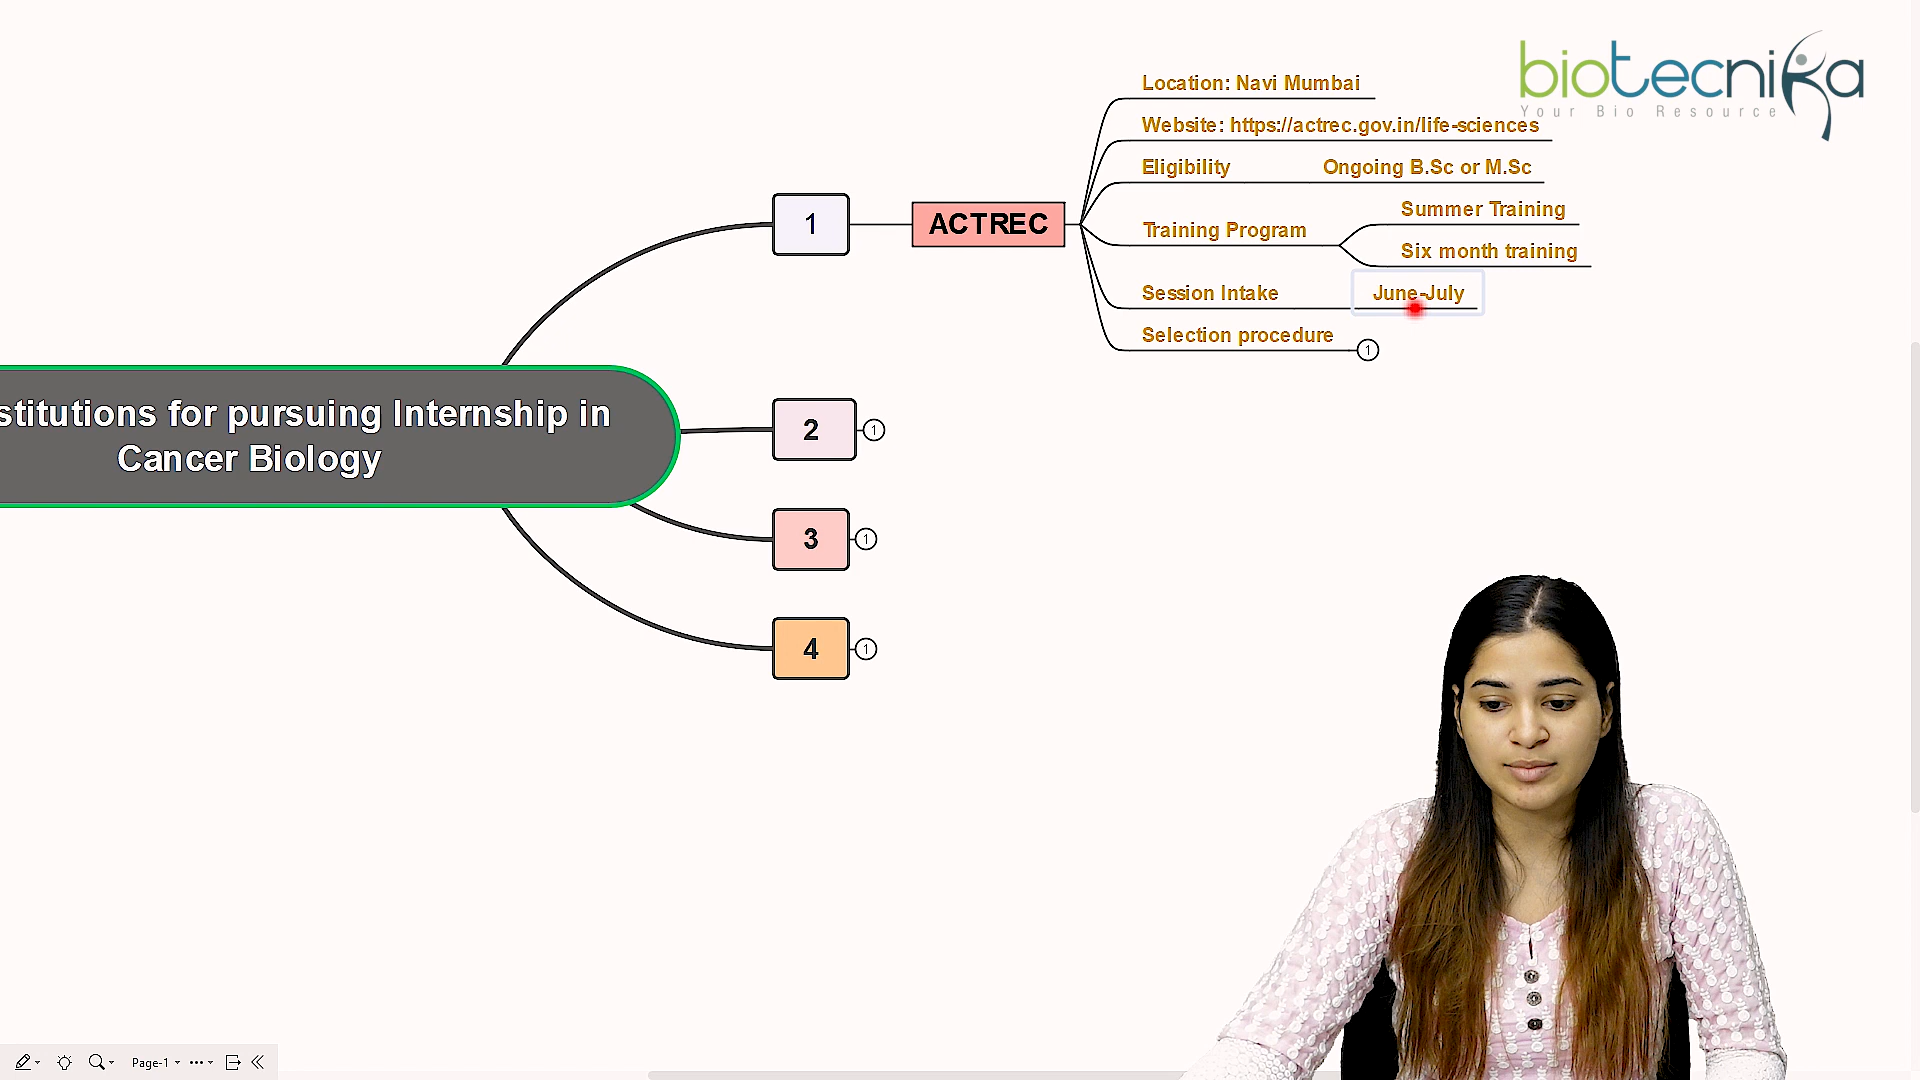 biotecnika
Your Bio Resource
Location: Navi Mumbai
Website: https://actrec.gov.in/life-sciences
Eligibility Ongoing B.Sc or M.Sc
1 ACTREC
Training Program
Summer Training
Six month training
Session Intake June-July
Selection procedure 1
stitutions for pursuing Internship in
Cancer Biology
2 1
3 1
4 1
Page-1